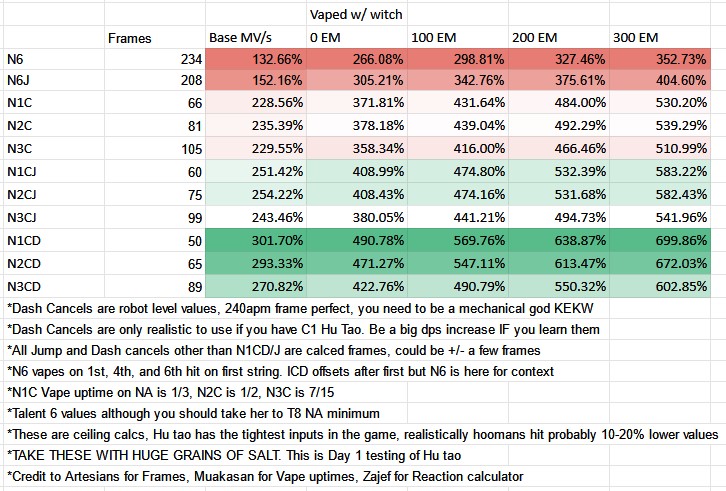 Vaped w/ witch
Frames Base MV/s 0 EM 100 EM 200 EM 300 EM
N6 234 132.66% 266.08% 298.81% 327.46% 352.73%
N6J 208 152.16% 305.21% 342.76% 375.61% 404.60%
N1C 66 228.56% 371.81% 431.64% 484.00% 530.20%
N2C 81 235.39% 378.18% 439.04% 492.29% 539.29%
N3C 105 229.55% 358.34% 416.00% 466.46% 510.99%
N1CJ 60 251.42% 408.99% 474.80% 532.39% 583.22%
N2CJ 75 254.22% 408.43% 474.16% 531.68% 582.43%
N3CJ 99 243.46% 380.05% 441.21% 494.73% 541.96%
N1CD 50 301.70% 490.78% 569.76% 638.87% 699.86%
N2CD 65 293.33% 471.27% 547.11% 613.47% 672.03%
N3CD 89 270.82% 422.76% 490.79% 550.32% 602.85%
*Dash Cancels are robot level values, 240apm frame perfect, you need to be a mechanical god KEKW
*Dash Cancels are only realistic to use if you have C1 Hu Tao. Be a big dps increase IF you learn them
*All Jump and Dash cancels other than N1CD/J are calced frames, could be +/- a few frames
*N6 vapes on 1st, 4th, and 6th hit on first string. ICD offsets after first but N6 is here for context
*N1C Vape uptime on NA is 1/3, N2C is 1/2, N3C is 7/15
*Talent 6 values although you should take her to T8 NA minimum
*These are ceiling calcs, Hu tao has the tightest inputs in the game, realistically hoomans hit probably 10-20% lower values
*TAKE THESE WITH HUGE GRAINS OF SALT. This is Day 1 testing of Hu tao
*Credit to Artesians for Frames, Muakasan for Vape uptimes, Zajef for Reaction calculator